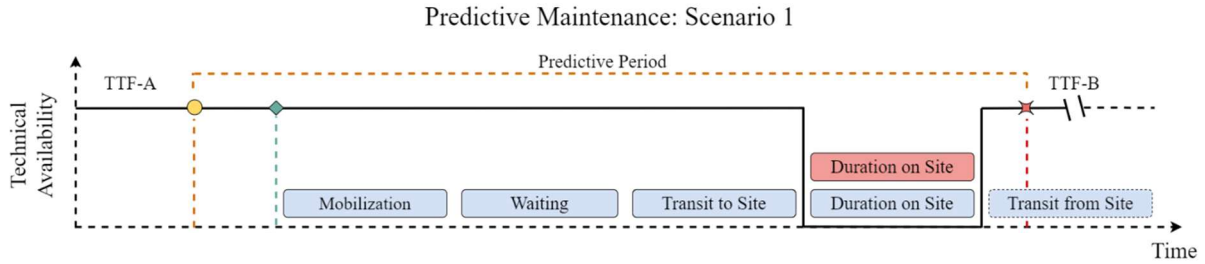 Predictive Maintenance: Scenario 1
Predictive Period
TTF-A
TTF-B
Technical
Availability
Duration on Site
Mobilization
Waiting
Transit to Site
Duration on Site
Transit from Site
Time